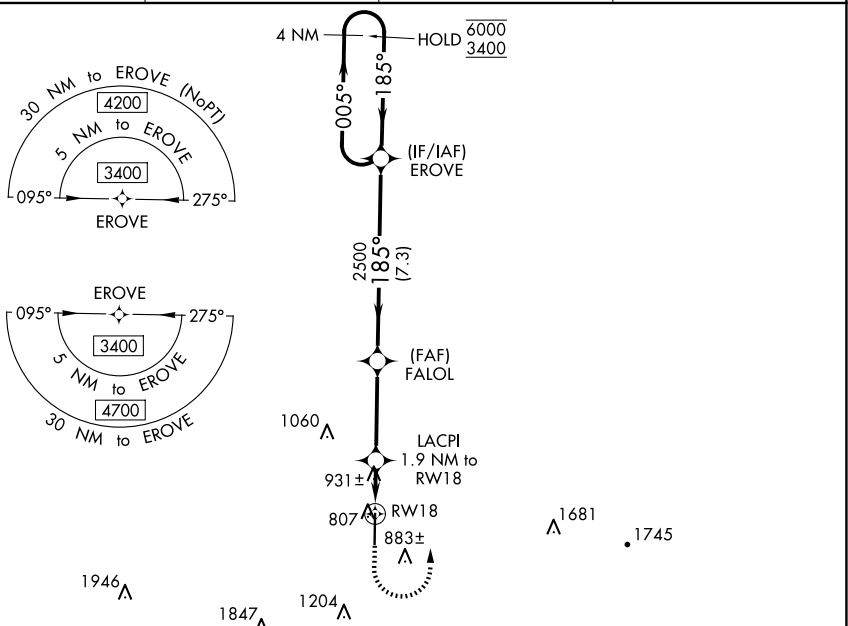 4 NM
HOLD 6000
3400
005°
185°
(IF/IAF)
EROVE
30 NM to EROVE (NoPT)
4200
5 NM to EROVE
3400
095°
275°
EROVE
2500
185°
(7.3)
EROVE
095°
275°
3400
5 NM to EROVE
4700
30 NM to EROVE
(FAF)
FALOL
1060
LACPI
1.9 NM to
RW18
931±
807
RW18
883±
1681
1745
1946
1847
1204